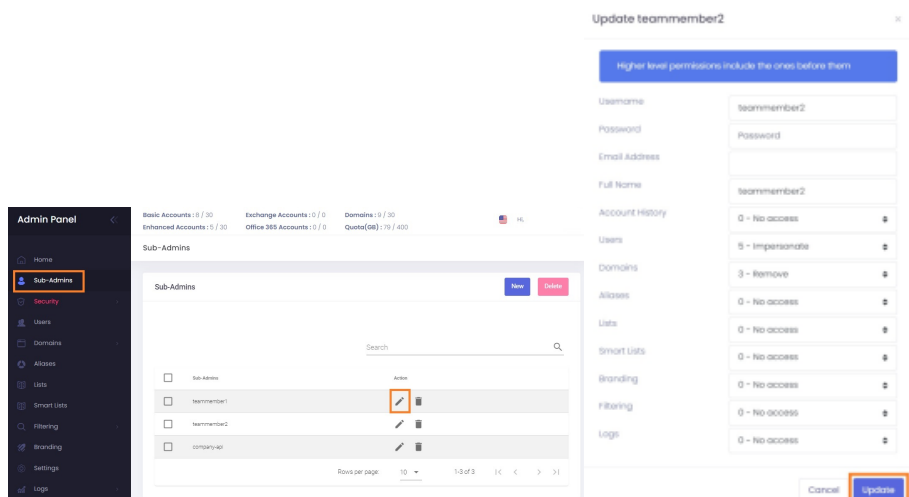 Admin Panel
Home
Sub-Admins
Security
Users
Domains
Aliases
Lists
Smart Lists
Filtering
Branding
Settings
Logs
Basic Accounts : 8 / 30 Exchange Accounts : 0 / 0 Domains : 9 / 30
Enhanced Accounts : 5 / 30 Office 365 Accounts : 0 / 0 Quota(GB) : 79 / 400
Hi,
Sub-Admins
Sub-Admins
New Delete
Search
Sub-Admins Action
teammember1
teammember2
company-api
Rows per page: 10 1-3 of 3
Update teammember2
Higher level permissions include the ones before them
Username teammember2
Password Password
Email Addrees
Full Name teammember2
Account History 0 - No access
Users 5 - Impersonate
Domains 3 - Remove
Aliases 0 - No access
Lists 0 - No access
Smart Lists 0 - No access
Branding 0 - No access
Filtering 0 - No access
Logs 0 - No access
Cancel Update